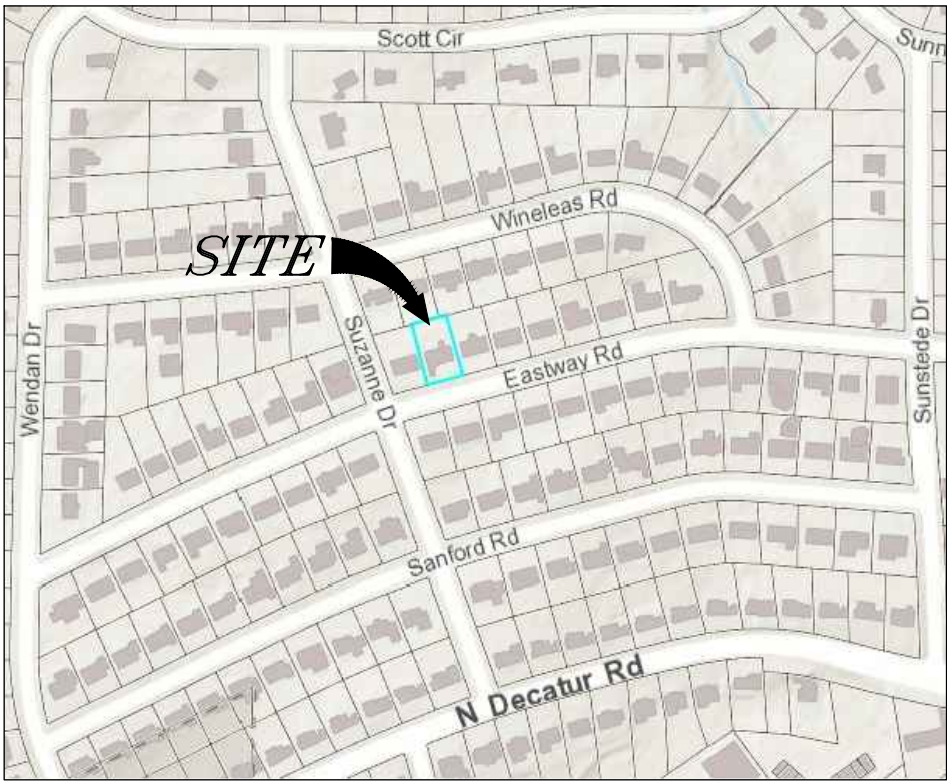 Scott Cir
Sunn
Wineleas Rd
SITE
Wendan Dr
Suzanne Dr
Eastway Rd
Sunstede Dr
Sanford Rd
N Decatur Rd